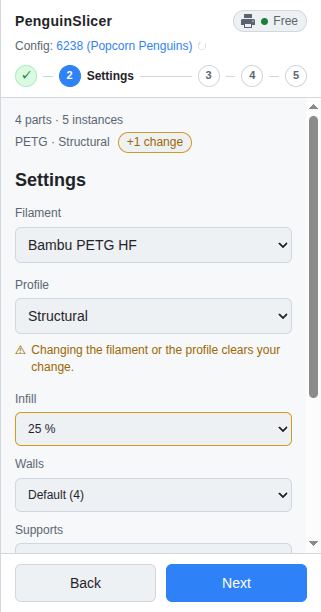 PenguinSlicer
Free
Config: 6238 (Popcorn Penguins)
✓ 2 Settings 3 4 5
4 parts · 5 instances
PETG · Structural +1 change
Settings
Filament
Bambu PETG HF
Profile
Structural
⚠ Changing the filament or the profile clears your
change.
Infill
25 %
Walls
Default (4)
Supports
Back
Next